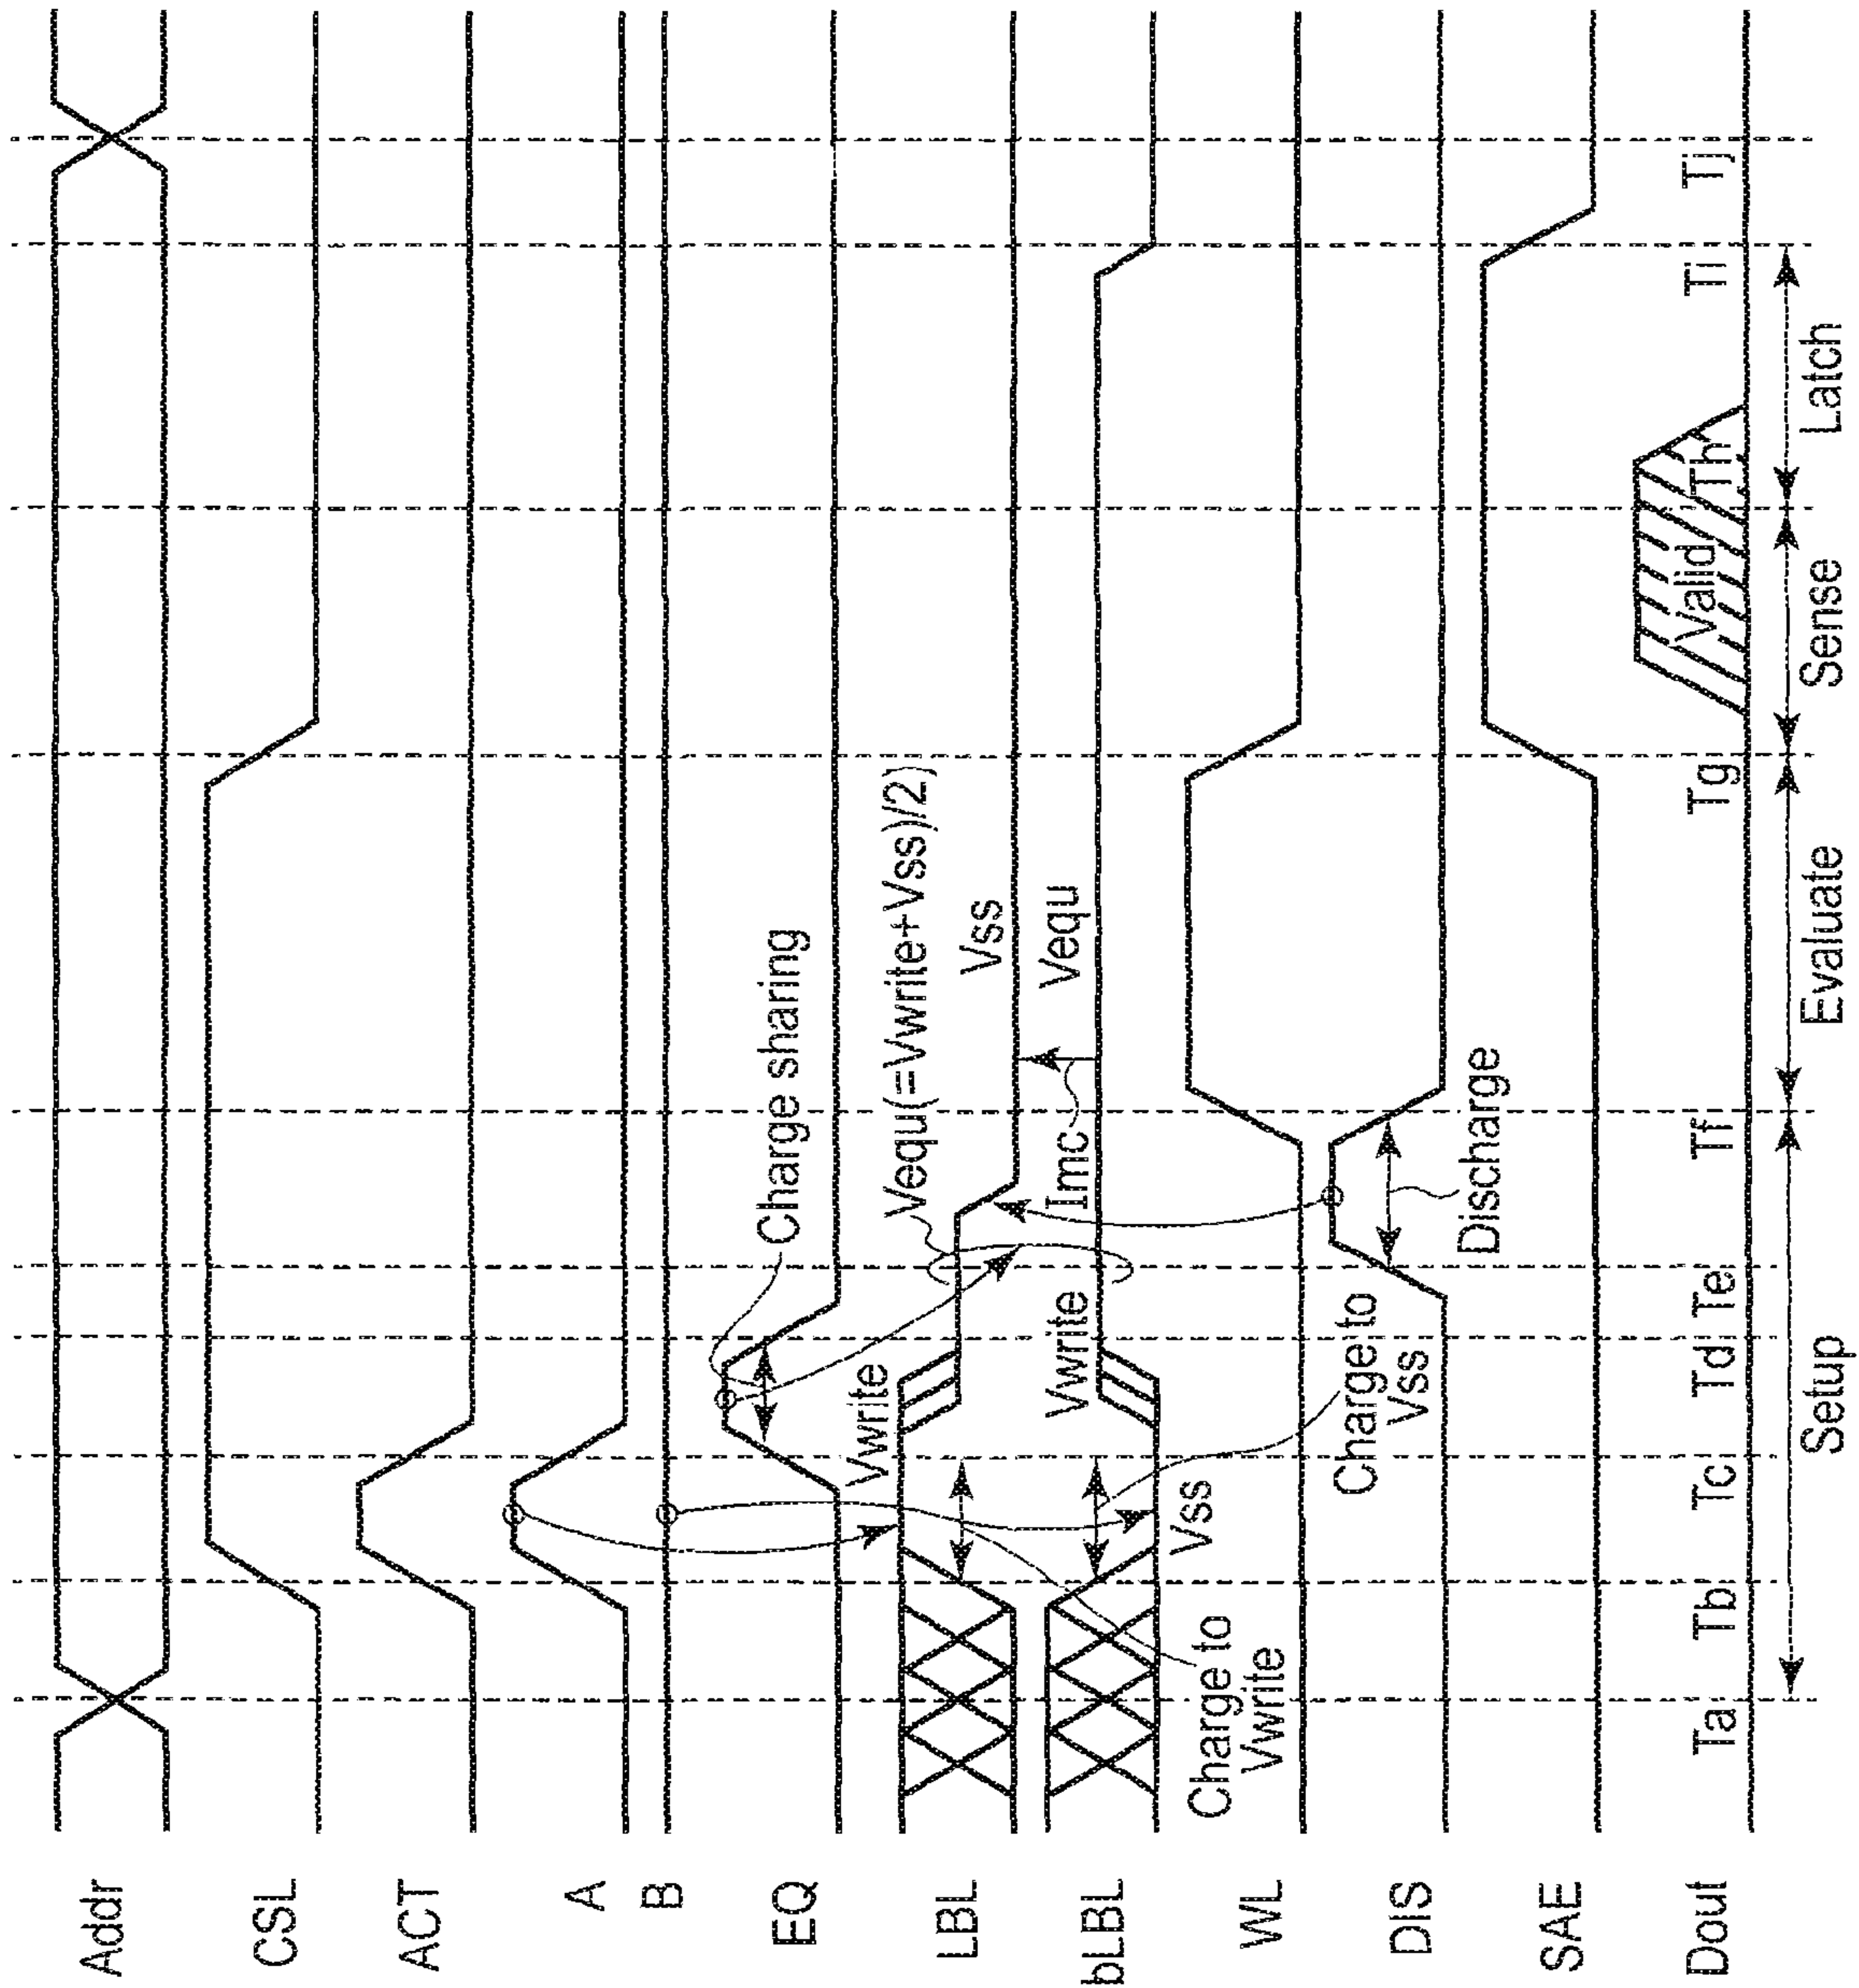 Addr
CSL
ACT
A
B
EQ
Charge sharing
Vequ(=Vwrite+Vss)/2)
LBL
Vwrite
Vss
Imc
Vequ
bLBL
Vwrite
Vss
Charge to
Vwrite
WL
Charge to
Vss
DIS
Discharge
SAE
Dout
Valid
Ta
Tb
Tc
Td
Te
Tf
Tg
Th
Ti
Tj
Setup
Evaluate
Sense
Latch